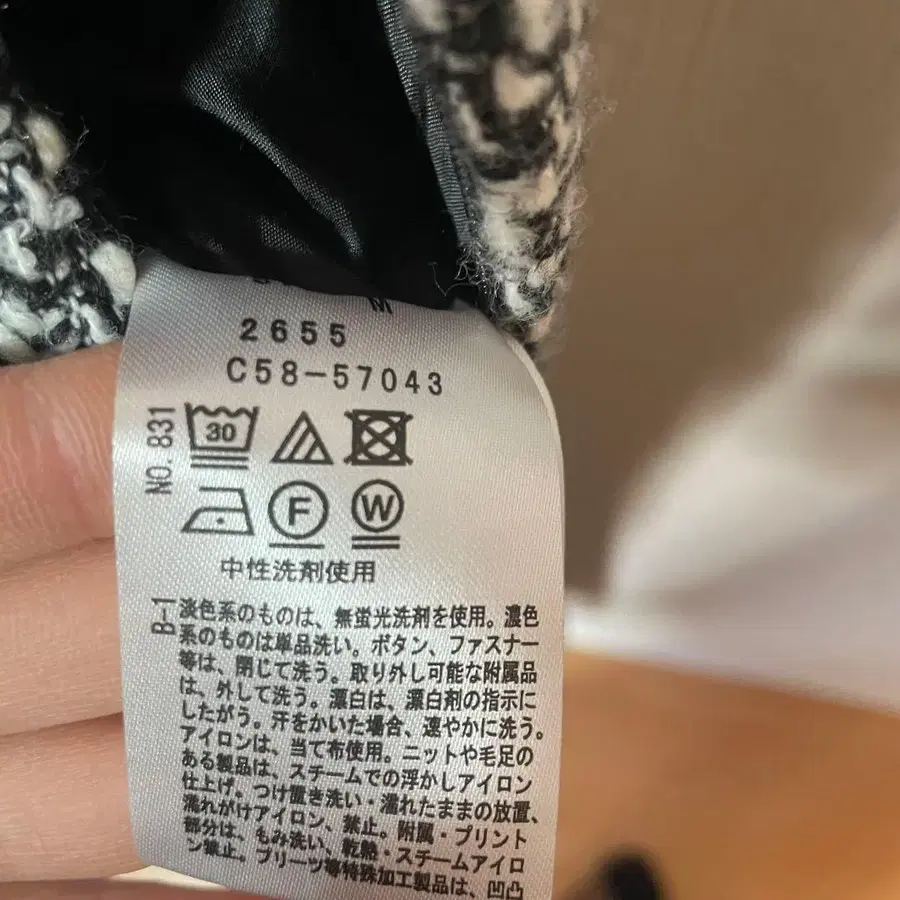 M
2655
C58-57043
NO. 831
30
F W
中性洗剤使用
B-1
淡色系のものは、無蛍光洗剤を使用。濃色
系のものは単品洗い。ボタン、ファスナー
等は、閉じて洗う。取り外し可能な附属品
は、外して洗う。漂白は、漂白剤の指示に
したがう。汗をかいた場合、速やかに洗う。
アイロンは、当て布使用。ニットや毛足の
ある製品は、スチームでの浮かしアイロン
仕上げ。つけ置き洗い・濡れたままの放置、
濡れがけアイロン、禁止。附属・プリント
部分は、もみ洗い、乾熱・スチームアイロ
ン禁止。プリーツ等特殊加工製品は、凹凸